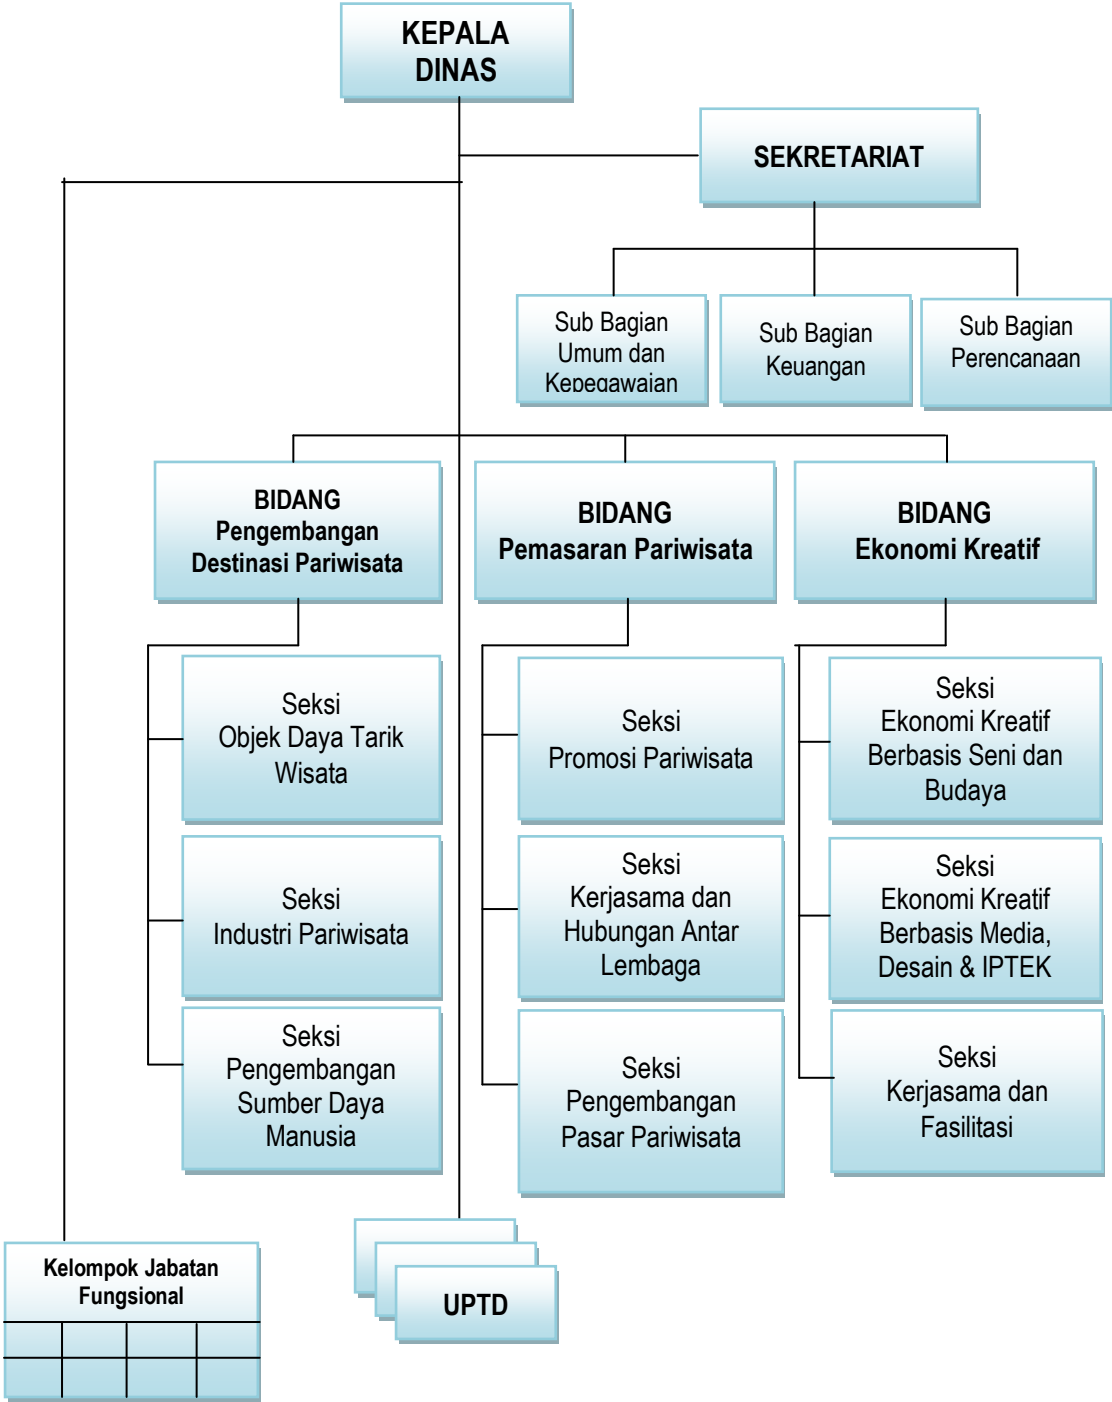 KEPALA
DINAS
SEKRETARIAT
Sub Bagian
Umum dan
Kepegawaian
Sub Bagian
Keuangan
Sub Bagian
Perencanaan
BIDANG
Pengembangan
Destinasi Pariwisata
BIDANG
Pemasaran Pariwisata
BIDANG
Ekonomi Kreatif
Seksi
Objek Daya Tarik
Wisata
Seksi
Industri Pariwisata
Seksi
Pengembangan
Sumber Daya
Manusia
Seksi
Promosi Pariwisata
Seksi
Kerjasama dan
Hubungan Antar
Lembaga
Seksi
Pengembangan
Pasar Pariwisata
Seksi
Ekonomi Kreatif
Berbasis Seni dan
Budaya
Seksi
Ekonomi Kreatif
Berbasis Media,
Desain & IPTEK
Seksi
Kerjasama dan
Fasilitasi
Kelompok Jabatan
Fungsional
UPTD